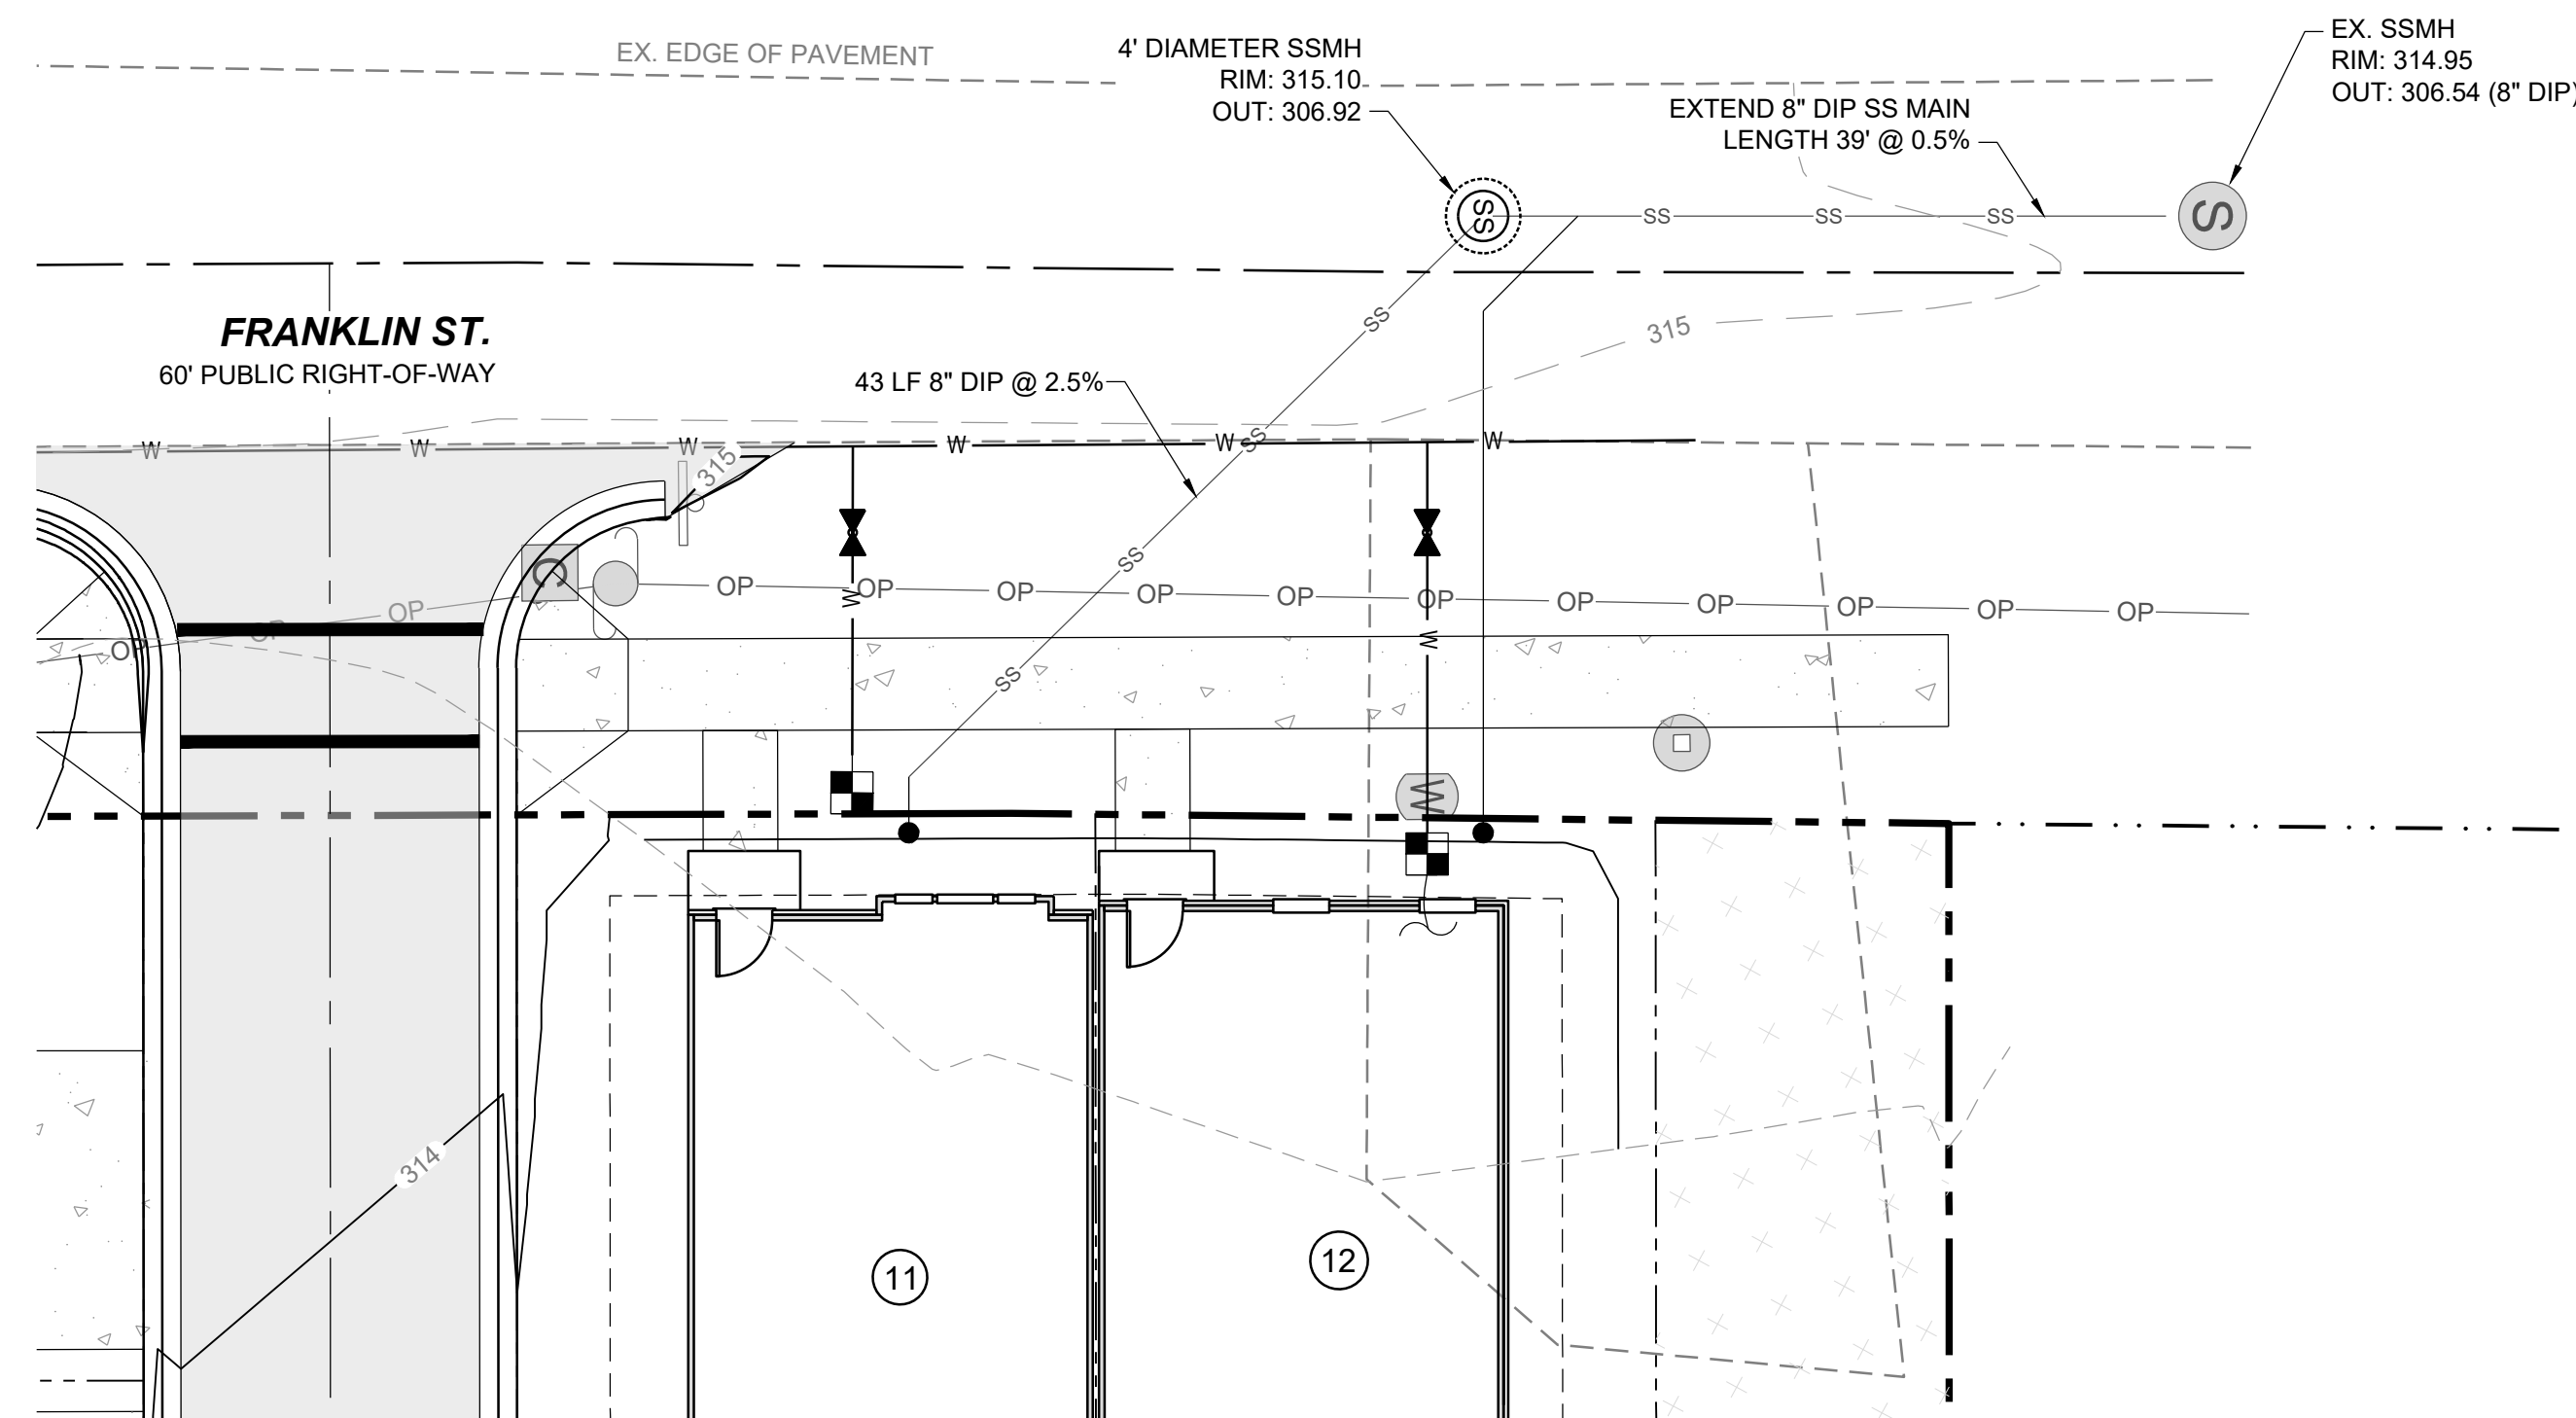 EX. EDGE OF PAVEMENT
4' DIAMETER SSMH
RIM: 315.10
OUT: 306.92
EXTEND 8" DIP SS MAIN
LENGTH 39' @ 0.5%
EX. SSMH
RIM: 314.95
OUT: 306.54 (8" DIP)
SS
SS
SS
SS
S
FRANKLIN ST.
60' PUBLIC RIGHT-OF-WAY
SS
315
43 LF 8" DIP @ 2.5%
W
W
W
W
W
SS
W
315
C
SS
OP
OP
OP
OP
OP
OP
OP
OP
OP
OP
OP
OP
OP
OP
W
W
SS
W
314
11
12